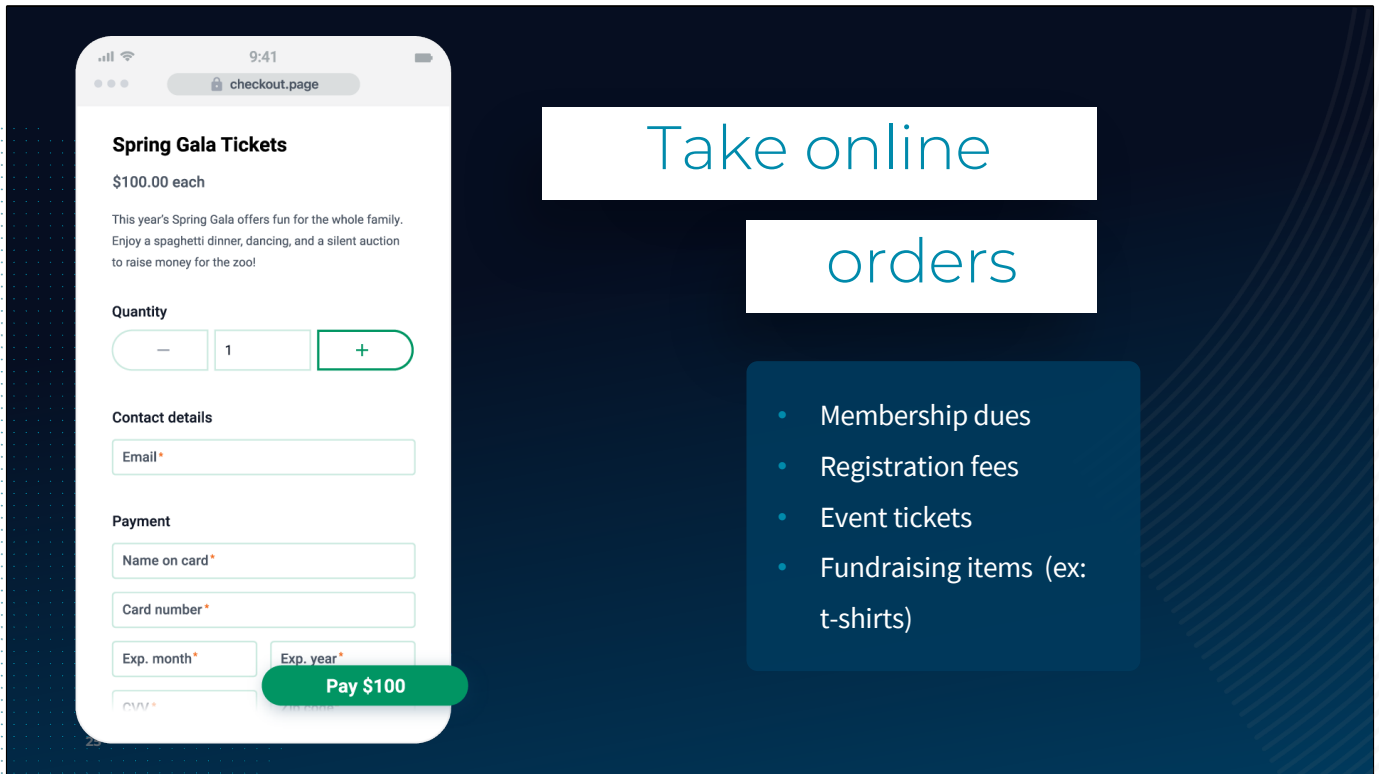 9:41
checkout.page
Spring Gala Tickets
$100.00 each
This year's Spring Gala offers fun for the whole family.
Enjoy a spaghetti dinner, dancing, and a silent auction
to raise money for the zoo!
Quantity
− 1 +
Contact details
Email*
Payment
Name on card*
Card number*
Exp. month* Exp. year*
Pay $100
CVV*
Take online
orders
• Membership dues
• Registration fees
• Event tickets
• Fundraising items (ex:
t-shirts)